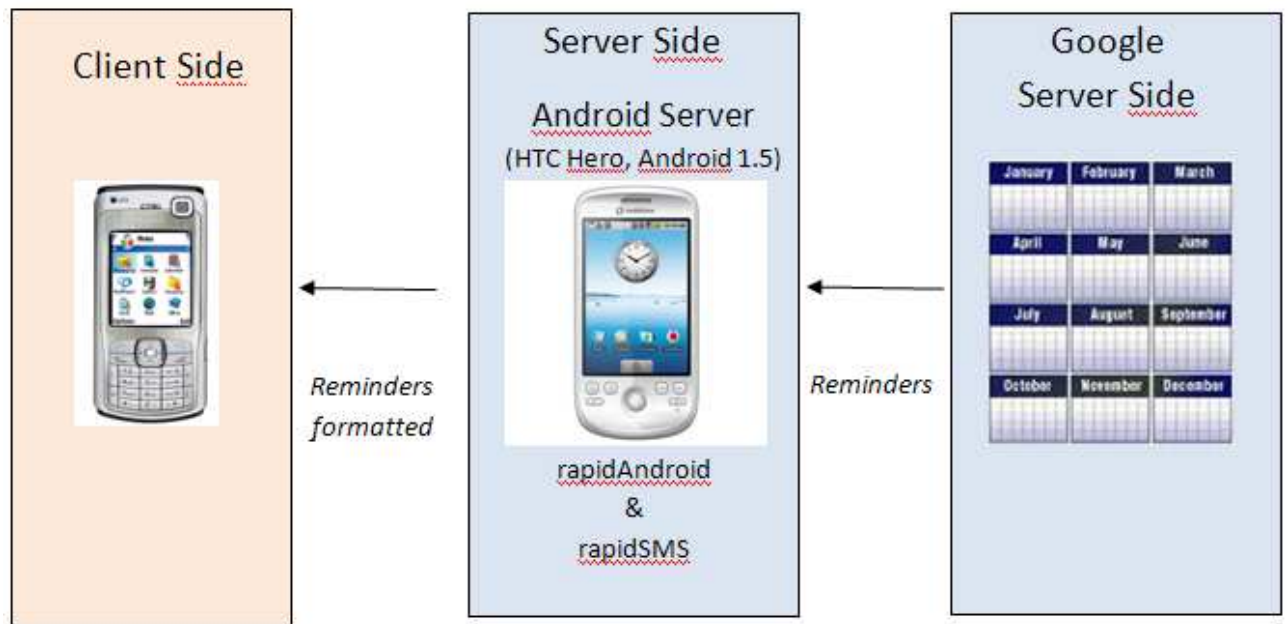 Client Side
Server Side
Android Server
(HTC Hero, Android 1.5)
rapidAndroid
&
rapidSMS
Google
Server Side
January February March
April May June
July August September
October November December
Reminders
formatted
Reminders